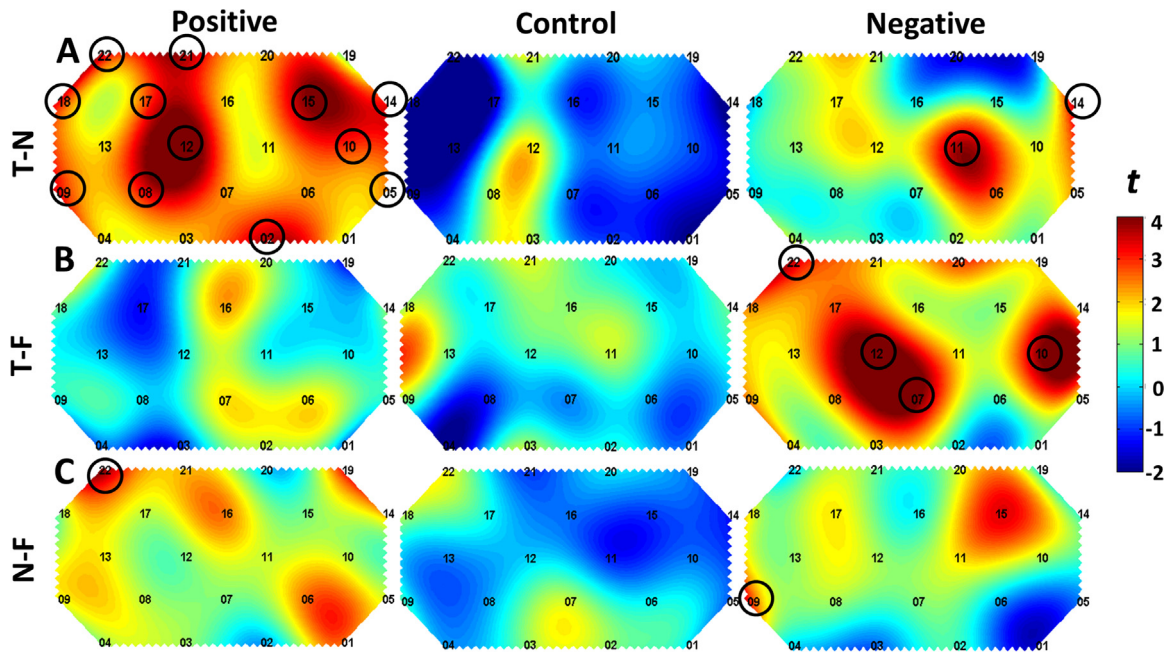 Positive Control Negative
A
T-N
22 21 20 19 22 21 20 19 22 21 20 19
18 17 16 15 14 18 17 16 15 14 18 17 16 15 14
13 12 11 10 13 12 11 10 13 12 11 10
09 08 07 06 05 09 08 07 06 05 09 08 07 06 05
04 03 02 01 04 03 02 01 04 03 02 01
B
T-F
22 21 20 19 22 21 20 19 22 21 20 19
18 17 16 15 14 18 17 16 15 14 18 17 16 15 14
13 12 11 10 13 12 11 10 13 12 11 10
09 08 07 06 05 09 08 07 06 05 09 08 07 06 05
04 03 02 01 04 03 02 01 04 03 02 01
C
N-F
22 21 20 19 22 21 20 19 22 21 20 19
18 17 16 15 14 18 17 16 15 14 18 17 16 15 14
13 12 11 10 13 12 11 10 13 12 11 10
09 08 07 06 05 09 08 07 06 05 09 08 07 06 05
04 03 02 01 04 03 02 01 04 03 02 01
t
4
3
2
1
0
-1
-2